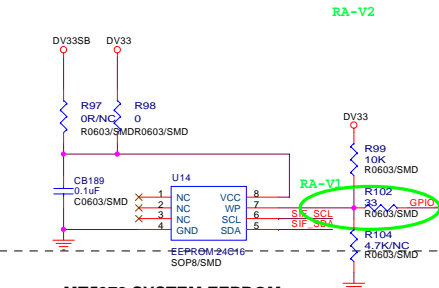 RA-V2
DV33SB
DV33
R97
0R/NC
R0603/SMD
R98
0
R0603/SMD
DV33
R99
10K
R0603/SMD
CB189
0.1uF
C0603/SMD
U14
1 NC VCC 8
2 NC WP 7
3 NC SCL 6
4 GND SDA 5
EEPROM 24C16
SOP8/SMD
SIF_SCL
SIF_SDA
RA-V1
R102
33
R0603/SMD
GPIO
R104
4.7K/NC
R0603/SMD